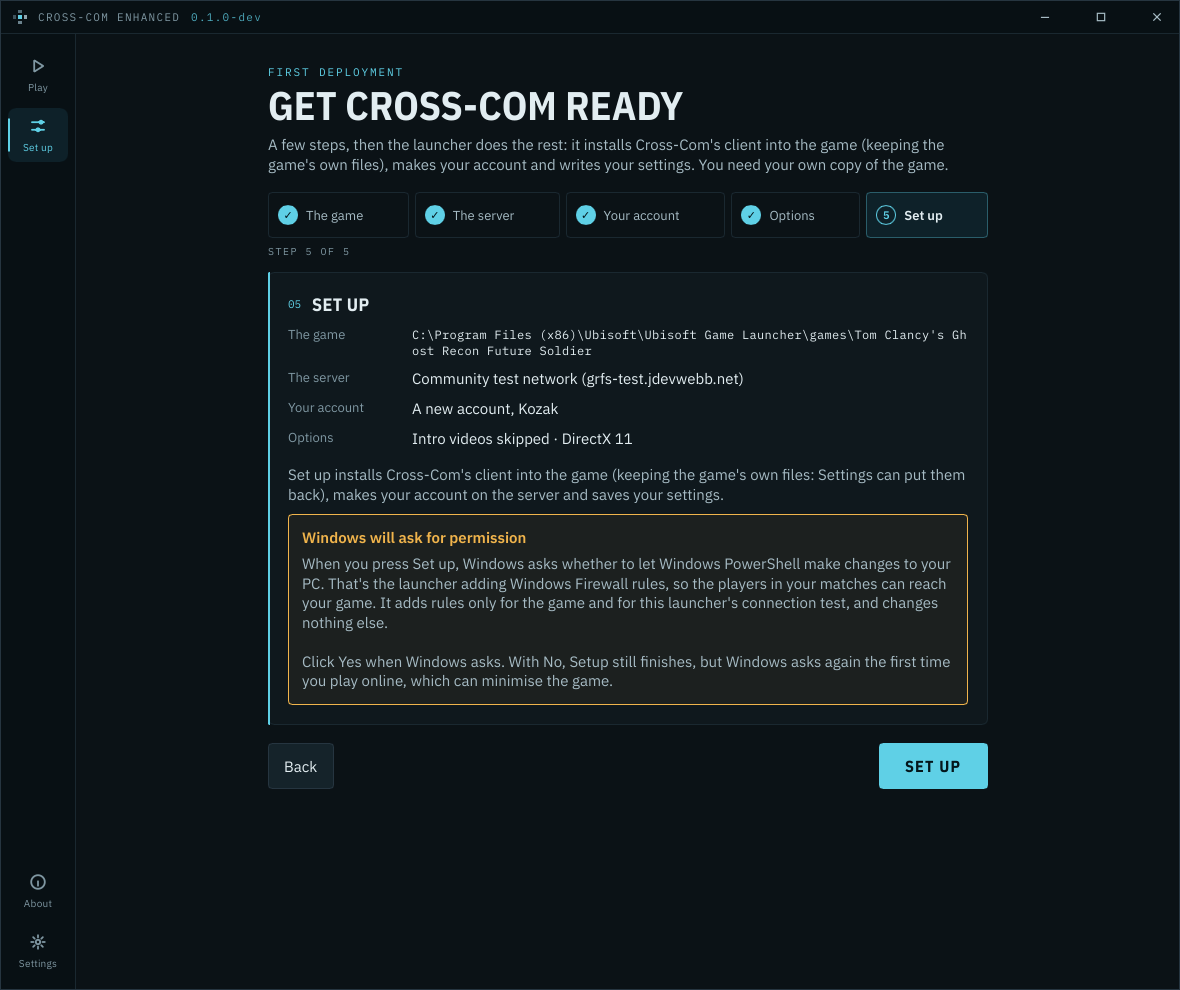 CROSS-COM ENHANCED 0.1.0-dev
Play
Set up
About
Settings
FIRST DEPLOYMENT
GET CROSS-COM READY
A few steps, then the launcher does the rest: it installs Cross-Com's client into the game (keeping the
game's own files), makes your account and writes your settings. You need your own copy of the game.
✓ The game
✓ The server
✓ Your account
✓ Options
5 Set up
STEP 5 OF 5
05 SET UP
The game
C:\Program Files (x86)\Ubisoft\Ubisoft Game Launcher\games\Tom Clancy's Gh
ost Recon Future Soldier
The server
Community test network (grfs-test.jdevwebb.net)
Your account
A new account, Kozak
Options
Intro videos skipped · DirectX 11
Set up installs Cross-Com's client into the game (keeping the game's own files: Settings can put them
back), makes your account on the server and saves your settings.
Windows will ask for permission
When you press Set up, Windows asks whether to let Windows PowerShell make changes to your
PC. That's the launcher adding Windows Firewall rules, so the players in your matches can reach
your game. It adds rules only for the game and for this launcher's connection test, and changes
nothing else.
Click Yes when Windows asks. With No, Setup still finishes, but Windows asks again the first time
you play online, which can minimise the game.
Back
SET UP